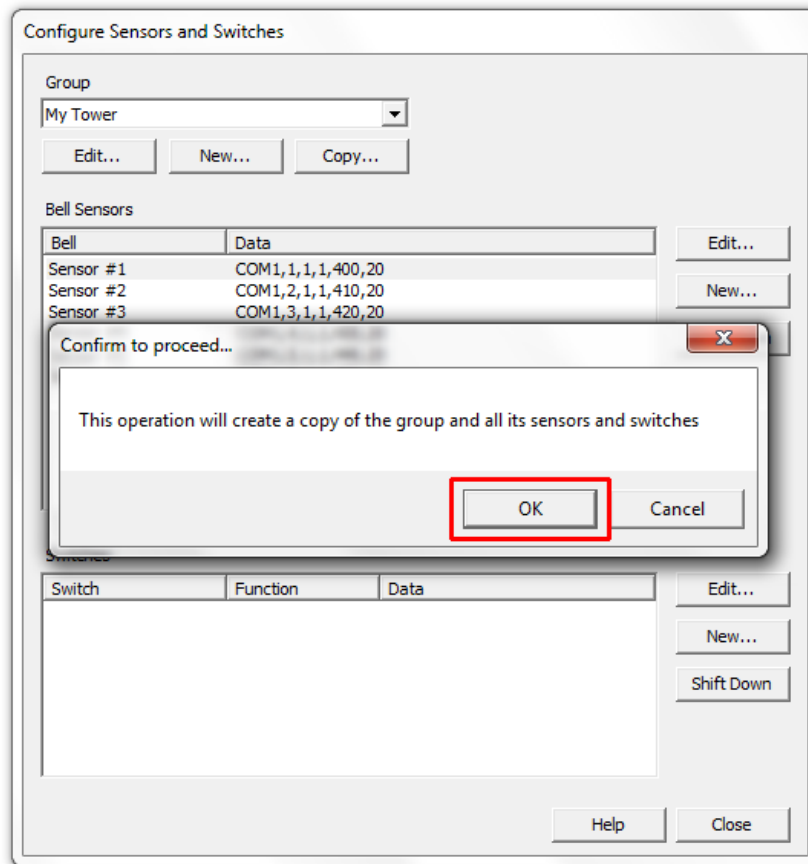 Configure Sensors and Switches
Group
My Tower
Edit... New... Copy...
Bell Sensors
Bell Data
Edit...
Sensor #1 COM1,1,1,1,400,20
Sensor #2 COM1,2,1,1,410,20
New...
Sensor #3 COM1,3,1,1,420,20
Confirm to proceed...
This operation will create a copy of the group and all its sensors and switches
OK Cancel
Switches
Switch Function Data
Edit...
New...
Shift Down
Help Close